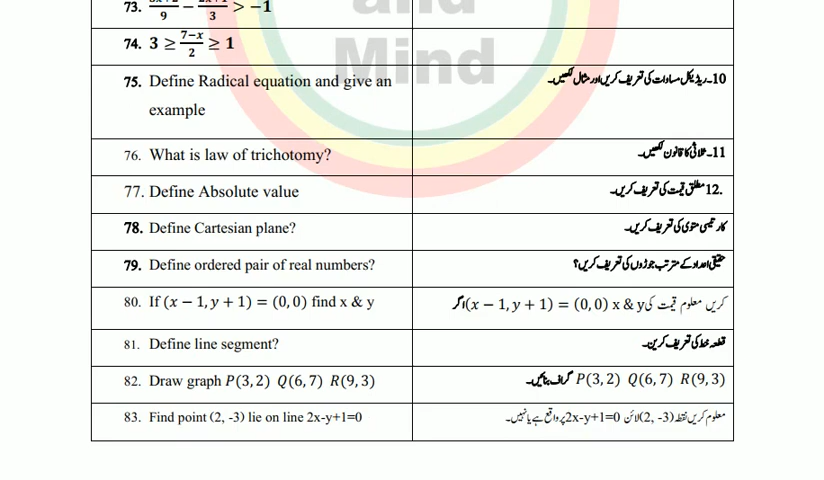 and
73. 9 − 3 > −1
Mind
74. 3 ≥ 7−x/2 ≥ 1
75. Define Radical equation and give an example
10۔ریڈیکل مساوات کی تعریف کریں اور مثال لکھیں۔
76. What is law of trichotomy?
11۔ثلاثی کا قانون لکھیں۔
77. Define Absolute value
12.مطلق قیمت کی تعریف کریں۔
78. Define Cartesian plane?
کارتیسی مستوی کی تعریف کریں۔
79. Define ordered pair of real numbers?
حقیقی اعداد کے مترتب جوڑوں کی تعریف کریں؟
80. If (x − 1, y + 1) = (0, 0) find x & y
اگر(x − 1, y + 1) = (0, 0) x & y کی قیمت معلوم کریں
81. Define line segment?
قطعہ خط کی تعریف کرین۔
82. Draw graph P(3, 2) Q(6, 7) R(9, 3)
P(3, 2) Q(6, 7) R(9, 3) گراف بنائیں۔
83. Find point (2, -3) lie on line 2x-y+1=0
معلوم کریں نقطہ (2, -3) لائن 2x-y+1=0 پر واقع ہے یا نہیں۔